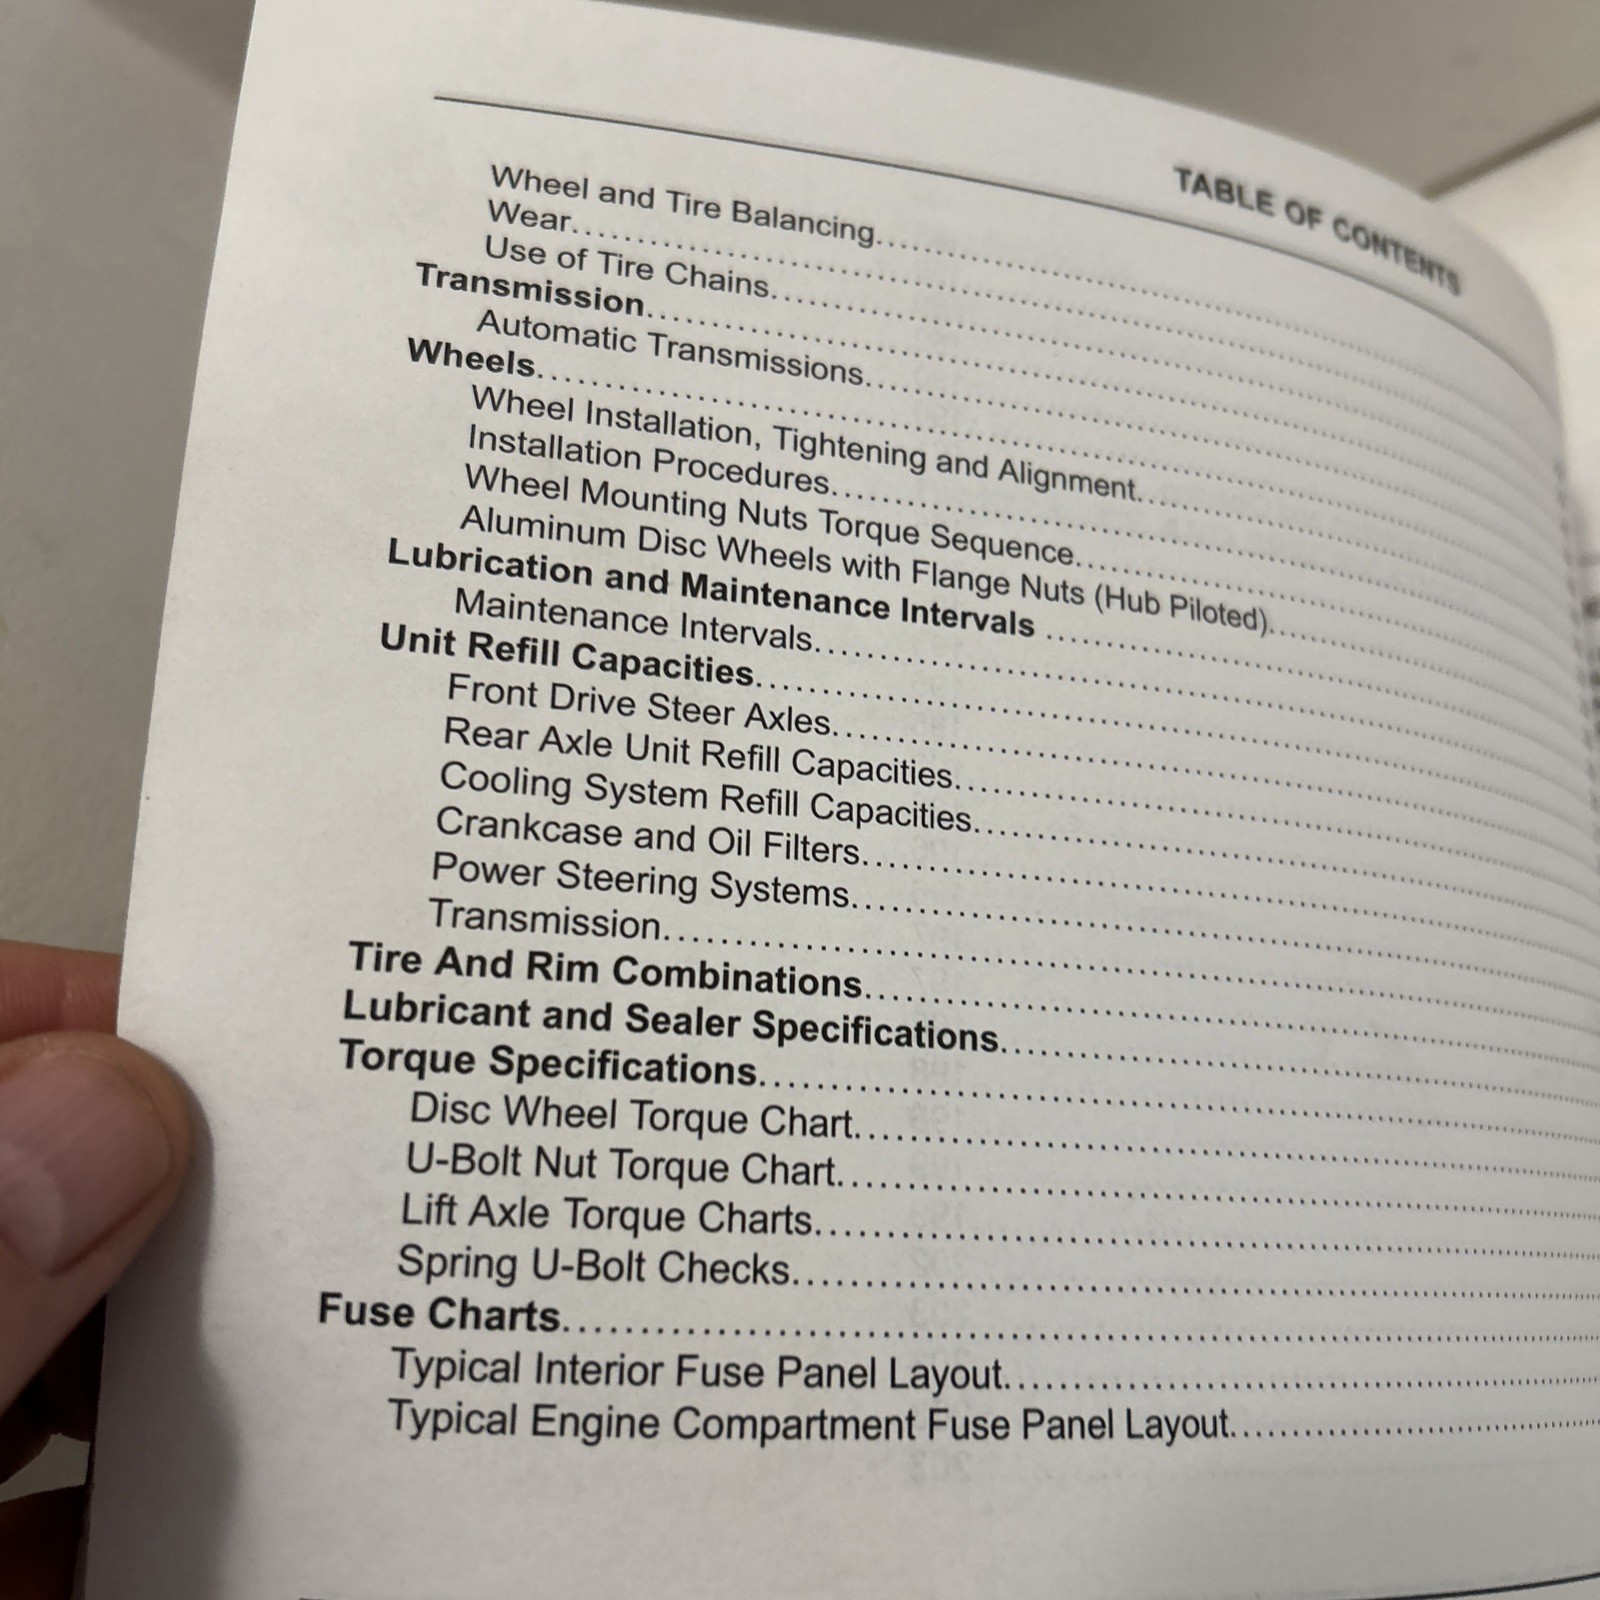 TABLE OF CONTENTS
Wheel and Tire Balancing
Wear
Use of Tire Chains
Transmission
Automatic Transmissions
Wheels
Wheel Installation, Tightening and Alignment
Installation Procedures
Wheel Mounting Nuts Torque Sequence
Aluminum Disc Wheels with Flange Nuts (Hub Piloted)
Lubrication and Maintenance Intervals
Maintenance Intervals
Unit Refill Capacities
Front Drive Steer Axles
Rear Axle Unit Refill Capacities
Cooling System Refill Capacities
Crankcase and Oil Filters
Power Steering Systems
Transmission
Tire And Rim Combinations
Lubricant and Sealer Specifications
Torque Specifications
Disc Wheel Torque Chart
U-Bolt Nut Torque Chart
Lift Axle Torque Charts
Spring U-Bolt Checks
Fuse Charts
Typical Interior Fuse Panel Layout
Typical Engine Compartment Fuse Panel Layout